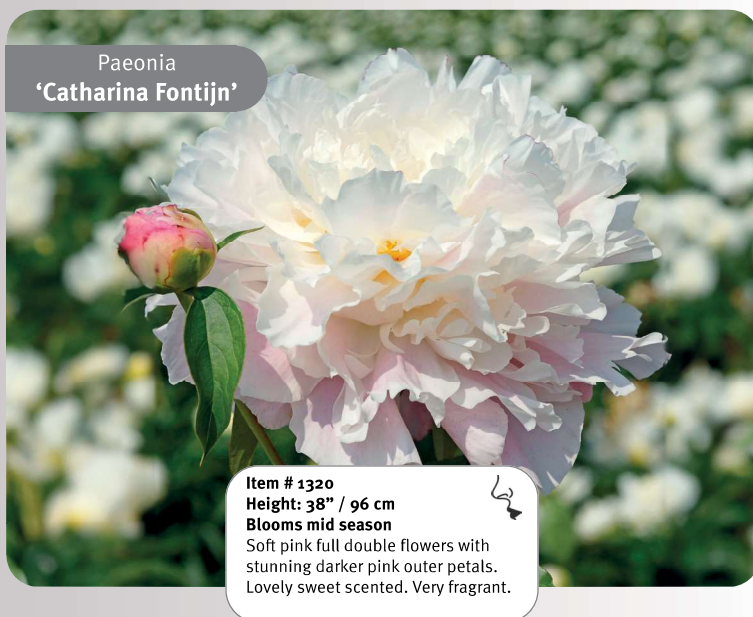 Paeonia
‘Catharina Fontijn’
Item # 1320
Height: 38” / 96 cm
Blooms mid season
Soft pink full double flowers with
stunning darker pink outer petals.
Lovely sweet scented. Very fragrant.